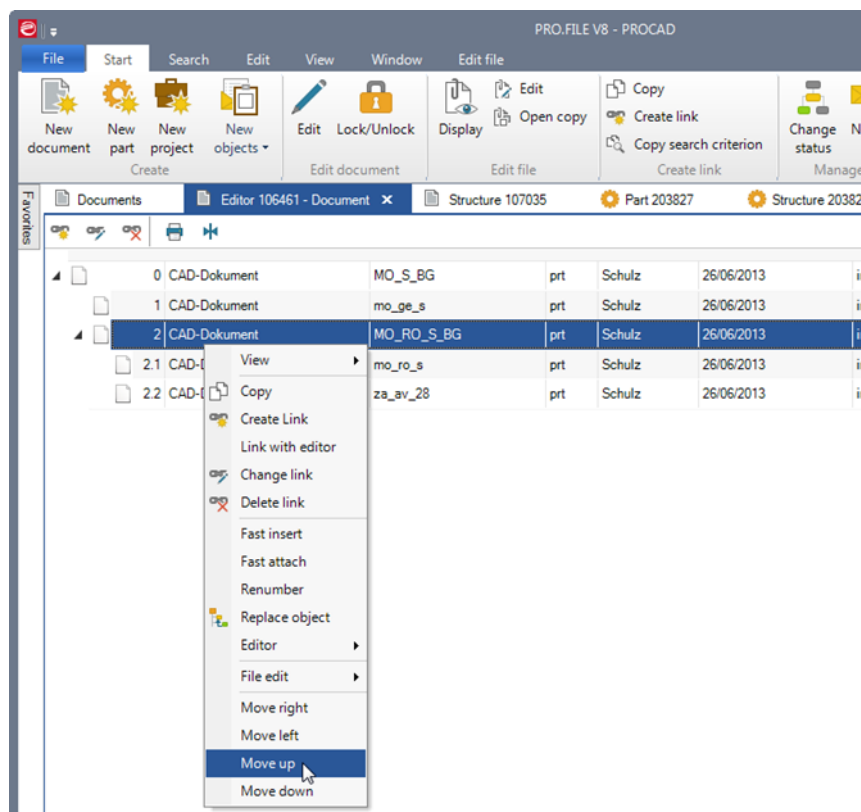 PRO.FILE V8 - PROCAD
File Start Search Edit View Window Edit file
New document New part New project New objects Edit Lock/Unlock Display Edit Open copy Copy Create link Copy search criterion Change status
Create Edit document Edit file Create link
Favorites
Documents Editor 106461 - Document Structure 107035 Part 203827 Structure 20382
0 CAD-Dokument MO_S_BG prt Schulz 26/06/2013
1 CAD-Dokument mo_ge_s prt Schulz 26/06/2013
2 CAD-Dokument MO_RO_S_BG prt Schulz 26/06/2013
2.1 CAD-D mo_ro_s prt Schulz 26/06/2013
2.2 CAD-D za_av_28 prt Schulz 26/06/2013
View
Copy
Create Link
Link with editor
Change link
Delete link
Fast insert
Fast attach
Renumber
Replace object
Editor
File edit
Move right
Move left
Move up
Move down